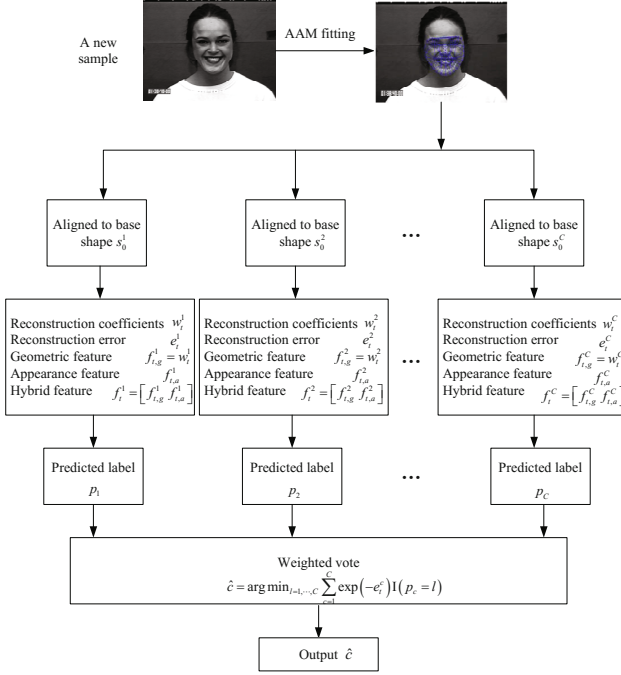 A new
sample
AAM fitting
Aligned to base
shape s_0^1
Aligned to base
shape s_0^2
...
Aligned to base
shape s_0^C
Reconstruction coefficients w_t^1
Reconstruction error e_t^1
Geometric feature f_{t,g}^1 = w_t^1
Appearance feature f_{t,a}^1
Hybrid feature f_t^1 = [f_{t,g}^1 f_{t,a}^1]
Reconstruction coefficients w_t^2
Reconstruction error e_t^2
Geometric feature f_{t,g}^2 = w_t^2
Appearance feature f_{t,a}^2
Hybrid feature f_t^2 = [f_{t,g}^2 f_{t,a}^2]
...
Reconstruction coefficients w_t^C
Reconstruction error e_t^C
Geometric feature f_{t,g}^C = w_t^C
Appearance feature f_{t,a}^C
Hybrid feature f_t^C = [f_{t,g}^C f_{t,a}^C]
Predicted label
p_1
Predicted label
p_2
...
Predicted label
p_C
Weighted vote
ĉ = arg min_{l=1,⋯,C} ∑_{c=1}^C exp(−e_t^c) I(p_c = l)
Output ĉ